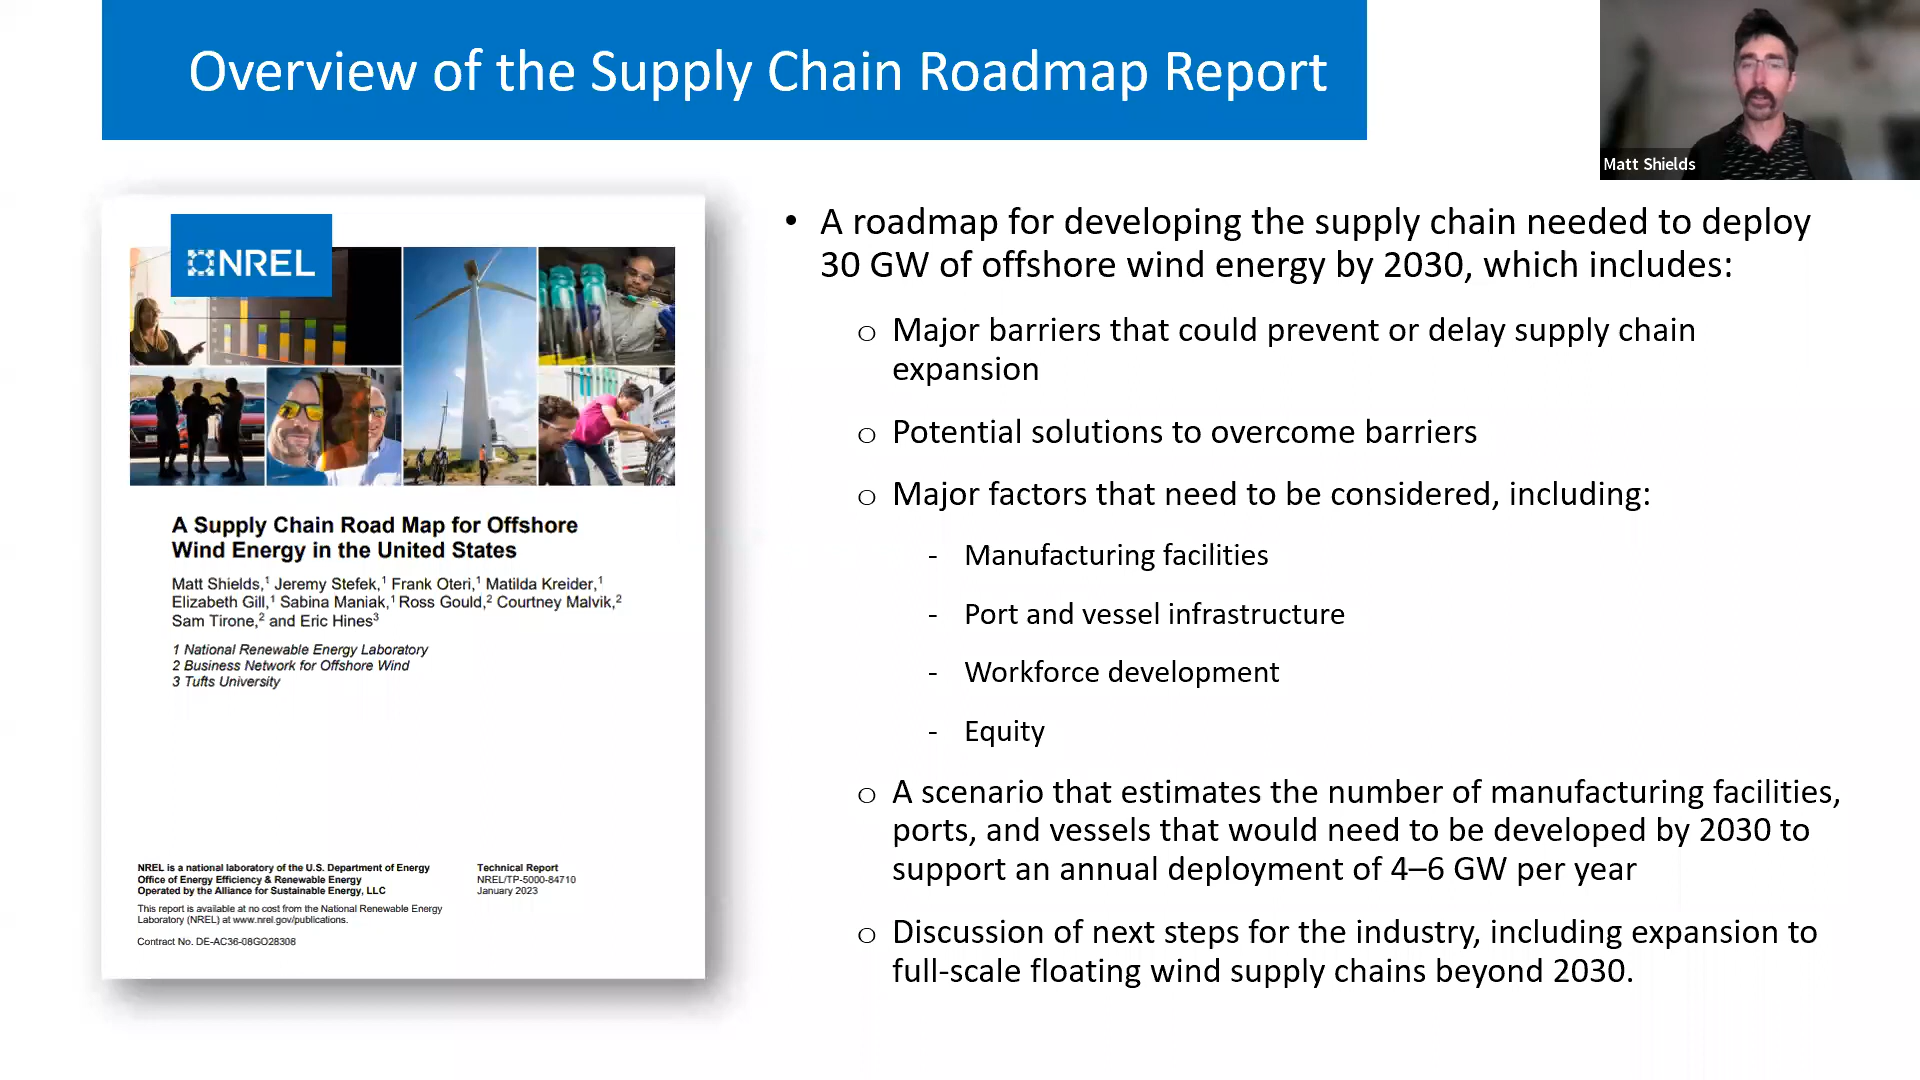 Overview of the Supply Chain Roadmap Report
Matt Shields
NREL
A Supply Chain Road Map for Offshore
Wind Energy in the United States
Matt Shields,¹ Jeremy Stefek,¹ Frank Oteri,¹ Matilda Kreider,¹
Elizabeth Gill,¹ Sabina Maniak,¹ Ross Gould,² Courtney Malvik,²
Sam Tirone,² and Eric Hines³
1 National Renewable Energy Laboratory
2 Business Network for Offshore Wind
3 Tufts University
NREL is a national laboratory of the U.S. Department of Energy
Office of Energy Efficiency & Renewable Energy
Operated by the Alliance for Sustainable Energy, LLC
This report is available at no cost from the National Renewable Energy
Laboratory (NREL) at www.nrel.gov/publications.
Contract No. DE-AC36-08GO28308
Technical Report
NREL/TP-5000-84710
January 2023
• A roadmap for developing the supply chain needed to deploy
30 GW of offshore wind energy by 2030, which includes:
o Major barriers that could prevent or delay supply chain
expansion
o Potential solutions to overcome barriers
o Major factors that need to be considered, including:
- Manufacturing facilities
- Port and vessel infrastructure
- Workforce development
- Equity
o A scenario that estimates the number of manufacturing facilities,
ports, and vessels that would need to be developed by 2030 to
support an annual deployment of 4–6 GW per year
o Discussion of next steps for the industry, including expansion to
full-scale floating wind supply chains beyond 2030.